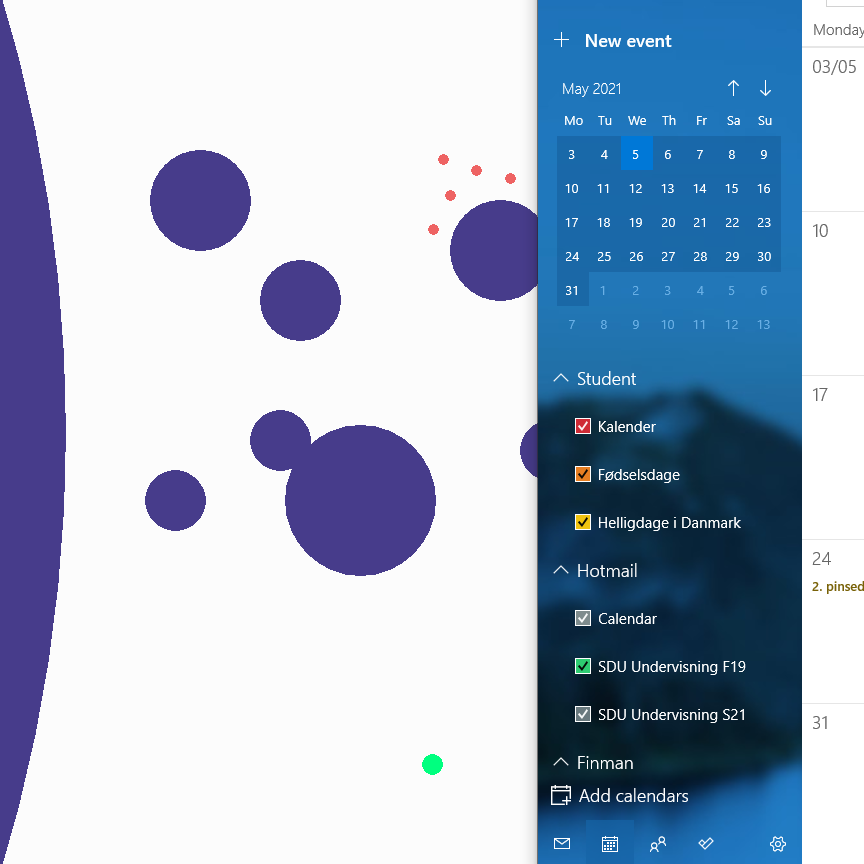 New event
May 2021
Mo Tu We Th Fr Sa Su
3 4 5 6 7 8 9
10 11 12 13 14 15 16
17 18 19 20 21 22 23
24 25 26 27 28 29 30
31 1 2 3 4 5 6
7 8 9 10 11 12 13
Student
Kalender
Fødselsdage
Helligdage i Danmark
Hotmail
Calendar
SDU Undervisning F19
SDU Undervisning S21
Finman
Add calendars
Monday
03/05
10
17
24
2. pinsed
31